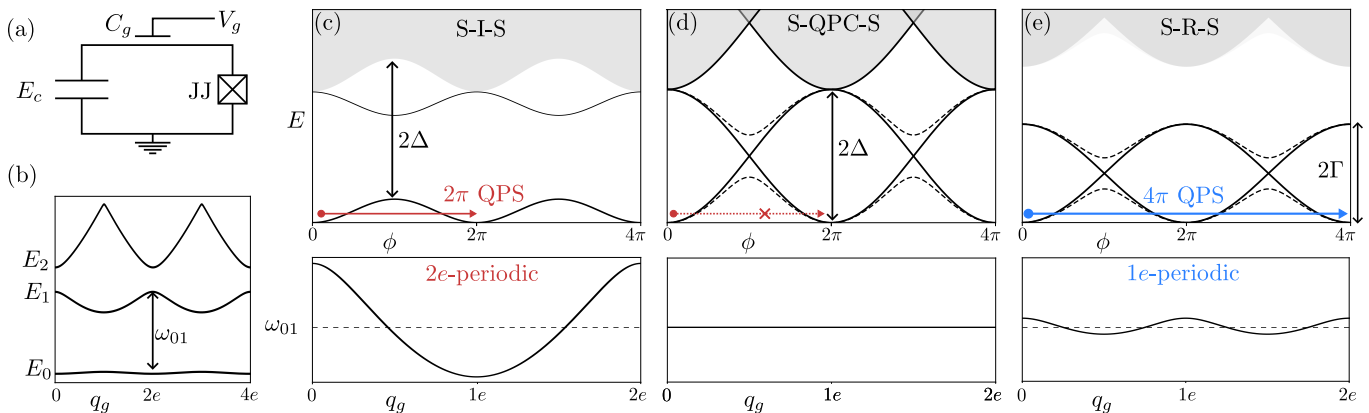 (a)
C_g
V_g
E_c
JJ
(b)
E_2
E_1
E_0
ω_01
0
2e
4e
q_g
(c)
S-I-S
E
2Δ
2π QPS
0
ϕ
2π
4π
2e-periodic
ω_01
0
q_g
1e
2e
(d)
S-QPC-S
2Δ
0
ϕ
2π
4π
0
q_g
1e
2e
(e)
S-R-S
2Γ
4π QPS
0
ϕ
2π
4π
1e-periodic
0
q_g
1e
2e